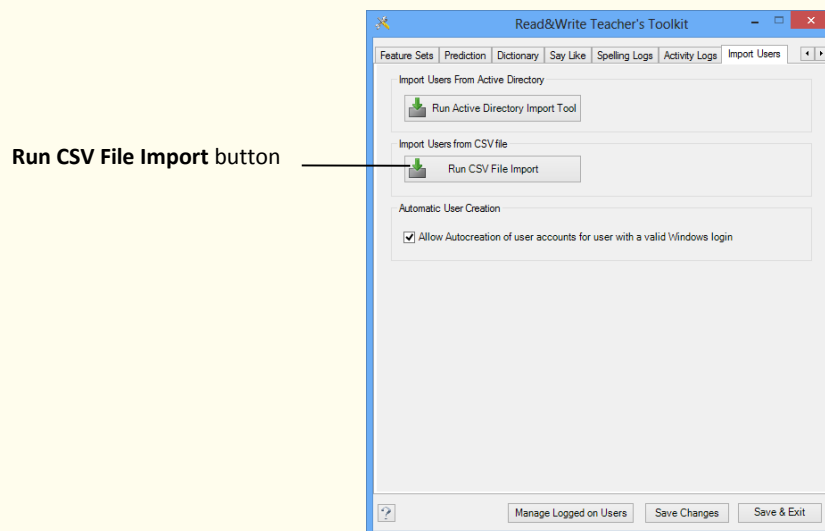 Read&Write Teacher's Toolkit
Feature Sets Prediction Dictionary Say Like Spelling Logs Activity Logs Import Users
Import Users From Active Directory
Run Active Directory Import Tool
Import Users from CSV file
Run CSV File Import button
Run CSV File Import
Automatic User Creation
Allow Autocreation of user accounts for user with a valid Windows login
? Manage Logged on Users Save Changes Save & Exit